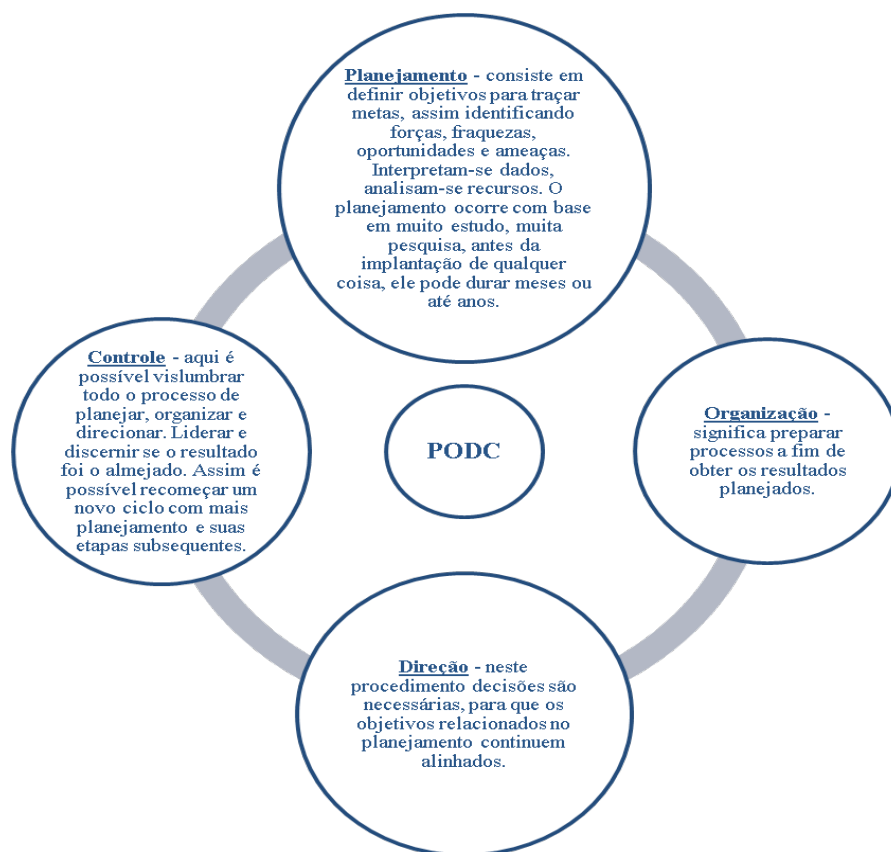 Planejamento - consiste em
definir objetivos para traçar
metas, assim identificando
forças, fraquezas,
oportunidades e ameaças.
Interpretam-se dados,
analisam-se recursos. O
planejamento ocorre com base
em muito estudo, muita
pesquisa, antes da
implantação de qualquer
coisa, ele pode durar meses ou
até anos.
Organização -
significa preparar
processos a fim de
obter os resultados
planejados.
Direção - neste
procedimento decisões são
necessárias, para que os
objetivos relacionados no
planejamento continuem
alinhados.
Controle - aqui é
possível vislumbrar
todo o processo de
planejar, organizar e
direcionar. Liderar e
discernir se o resultado
foi o almejado. Assim é
possível recomeçar um
novo ciclo com mais
planejamento e suas
etapas subsequentes.
PODC